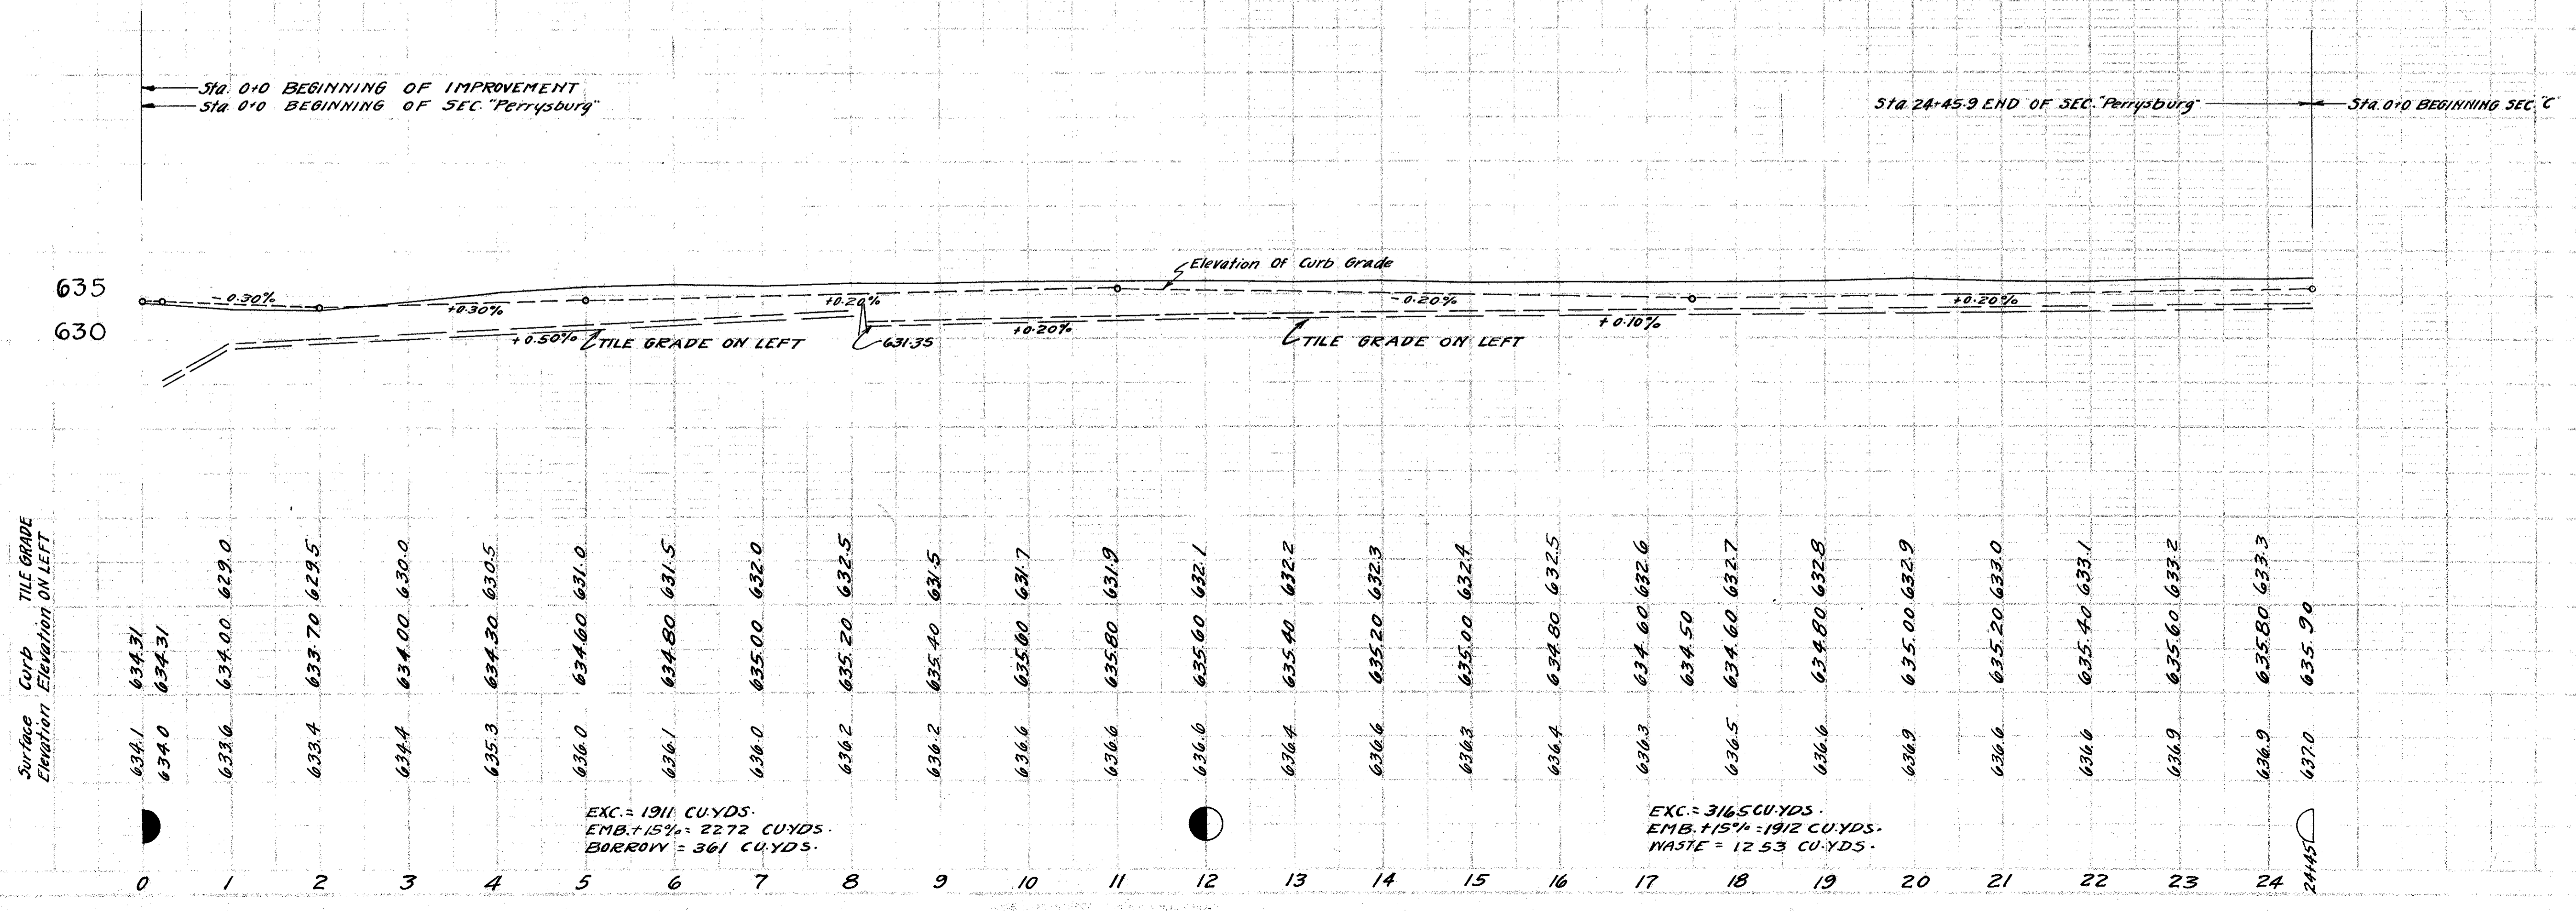 Sta. 0+0 BEGINNING OF IMPROVEMENT
Sta. 0+0 BEGINNING OF SEC. "Perrysburg"
Sta. 24+45.9 END OF SEC. "Perrysburg"
Sta. 0+0 BEGINNING SEC. "C"
Elevation Of Curb Grade
635
-0.30%
+0.30%
+0.20%
-0.20%
+0.20%
630
+0.50%
TILE GRADE ON LEFT
631.35
+0.20%
TILE GRADE ON LEFT
+0.10%
TILE GRADE
Elevation ON LEFT
629.0 629.5 630.0 630.5 631.0 631.5 632.0 632.5 631.5 631.7 631.9 632.1 632.2 632.3 632.4 632.5 632.6 632.7 632.8 632.9 633.0 633.1 633.2 633.3
Curb
Elevation
634.31 634.31 634.00 633.70 634.00 634.30 634.60 634.80 635.00 635.20 635.40 635.60 635.80 635.60 635.40 635.20 635.00 634.80 634.60 634.50 634.60 634.80 635.00 635.20 635.40 635.60 635.80 635.90
Surface
Elevation
634.1 634.0 633.6 633.4 634.4 635.3 636.0 636.1 636.0 636.2 636.2 636.6 636.6 636.6 636.4 636.6 636.3 636.4 636.3 636.5 636.6 636.9 636.6 636.6 636.9 636.9 637.0
EXC. = 1911 CU.YDS.
EMB.+15% = 2272 CU.YDS.
BORROW = 361 CU.YDS.
EXC. = 3165 CU.YDS.
EMB.+15% = 1912 CU.YDS.
WASTE = 1253 CU.YDS.
0 1 2 3 4 5 6 7 8 9 10 11 12 13 14 15 16 17 18 19 20 21 22 23 24 24+45